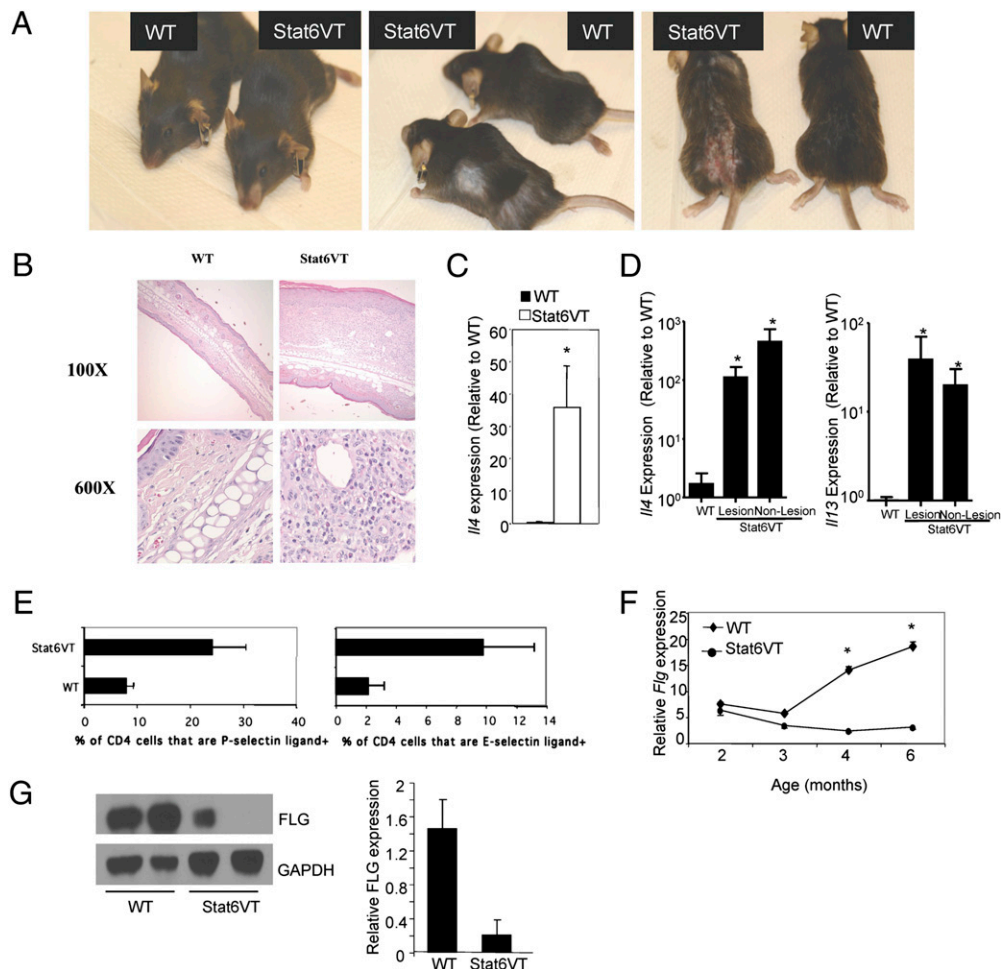 A
WT
Stat6VT
Stat6VT
WT
Stat6VT
WT
B
WT
Stat6VT
100X
600X
C
WT
Stat6VT
Il4 expression (Relative to WT)
60
50
40
30
20
10
0
*
D
Il4 Expression (Relative to WT)
10³
10²
10¹
10⁰
*
*
WT
Lesion
Non-Lesion
Stat6VT
Il13 Expression (Relative to WT)
10²
10¹
10⁰
*
*
WT
Lesion
Non-Lesion
Stat6VT
E
Stat6VT
WT
0 10 20 30 40
% of CD4 cells that are P-selectin ligand+
0 2 4 6 8 10 12 14
% of CD4 cells that are E-selectin ligand+
F
Relative Flg expression
25
20
15
10
5
0
WT
Stat6VT
*
*
2 3 4 6
Age (months)
G
FLG
GAPDH
WT
Stat6VT
Relative FLG expression
2
1.6
1.2
.8
.4
0
WT
Stat6VT